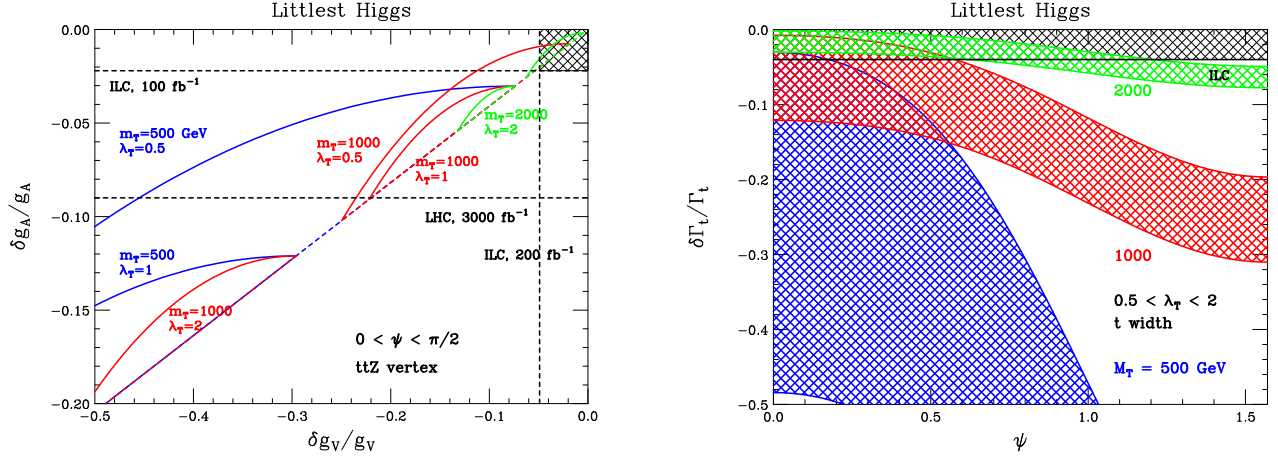 Littlest Higgs
0.00
−0.05
−0.10
−0.15
−0.20
δg_A/g_A
ILC, 100 fb⁻¹
m_T=500 GeV
λ_T=0.5
m_T=1000
λ_T=0.5
m_T=2000
λ_T=2
m_T=1000
λ_T=1
LHC, 3000 fb⁻¹
ILC, 200 fb⁻¹
m_T=500
λ_T=1
m_T=1000
λ_T=2
0 < ψ < π/2
ttZ vertex
−0.5
−0.4
−0.3
−0.2
−0.1
0.0
δg_V/g_V
Littlest Higgs
0.0
−0.1
−0.2
−0.3
−0.4
−0.5
δΓ_t/Γ_t
ILC
2000
1000
0.5 < λ_T < 2
t width
M_T = 500 GeV
0.0
0.5
1.0
1.5
ψ